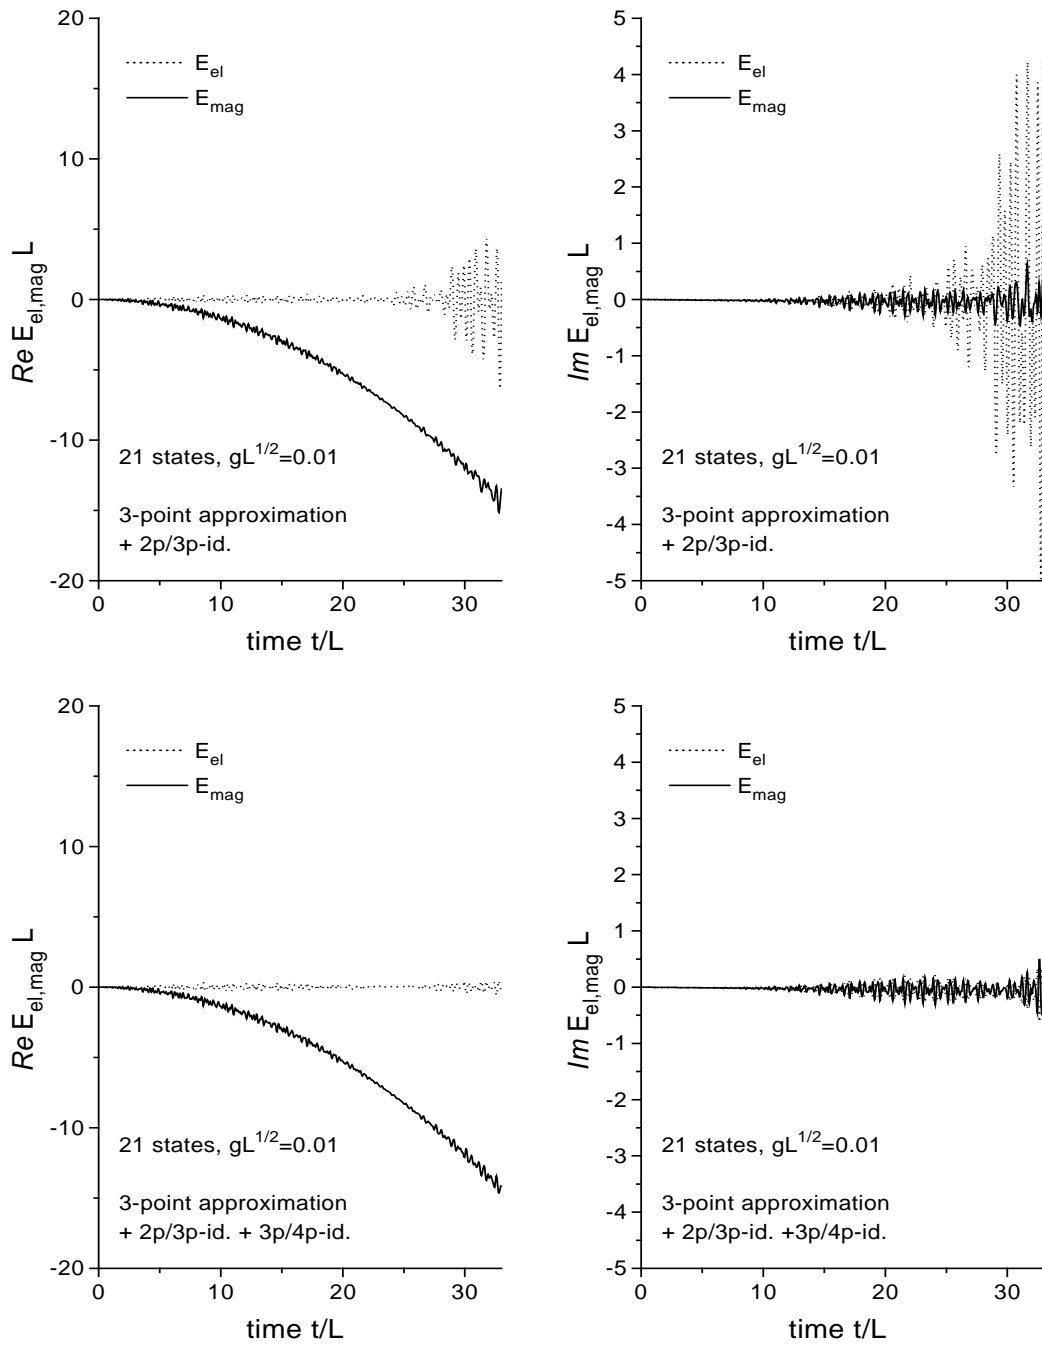 20
10
0
-10
-20
Re E_el,mag L
E_el
E_mag
21 states, gL^1/2=0.01
3-point approximation
+ 2p/3p-id.
0 10 20 30
time t/L
5
4
3
2
1
0
-1
-2
-3
-4
-5
Im E_el,mag L
E_el
E_mag
21 states, gL^1/2=0.01
3-point approximation
+ 2p/3p-id.
0 10 20 30
time t/L
20
10
0
-10
-20
Re E_el,mag L
E_el
E_mag
21 states, gL^1/2=0.01
3-point approximation
+ 2p/3p-id. + 3p/4p-id.
0 10 20 30
time t/L
5
4
3
2
1
0
-1
-2
-3
-4
-5
Im E_el,mag L
E_el
E_mag
21 states, gL^1/2=0.01
3-point approximation
+ 2p/3p-id. +3p/4p-id.
0 10 20 30
time t/L